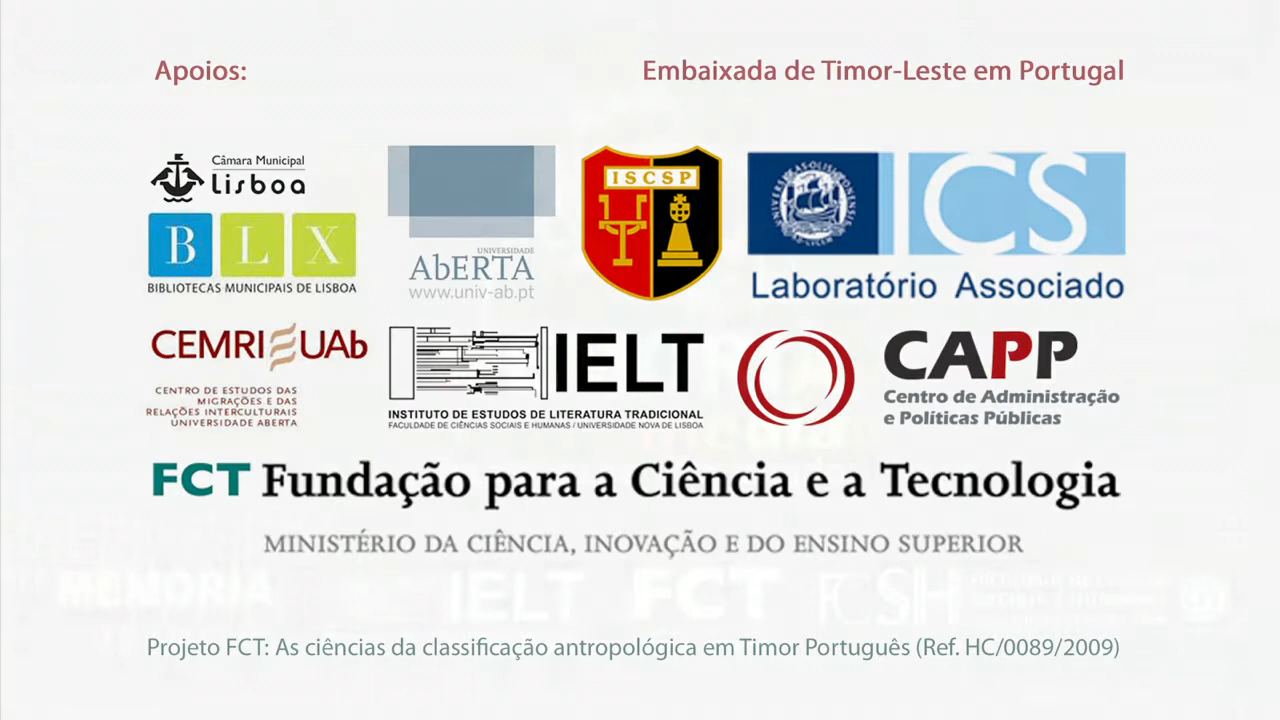 Apoios:
Embaixada de Timor-Leste em Portugal
Câmara Municipal
Lisboa
B L X
BIBLIOTECAS MUNICIPAIS DE LISBOA
UNIVERSIDADE
AbERTA
www.univ-ab.pt
ISCSP
ICS
Laboratório Associado
CEMRI UAb
CENTRO DE ESTUDOS DAS
MIGRAÇÕES E DAS
RELAÇÕES INTERCULTURAIS
UNIVERSIDADE ABERTA
IELT
INSTITUTO DE ESTUDOS DE LITERATURA TRADICIONAL
FACULDADE DE CIÊNCIAS SOCIAIS E HUMANAS / UNIVERSIDADE NOVA DE LISBOA
CAPP
Centro de Administração
e Políticas Públicas
FCT Fundação para a Ciência e a Tecnologia
MINISTÉRIO DA CIÊNCIA, INOVAÇÃO E DO ENSINO SUPERIOR
MEMORIA IELT FCT FCSH
Projeto FCT: As ciências da classificação antropológica em Timor Português (Ref. HC/0089/2009)